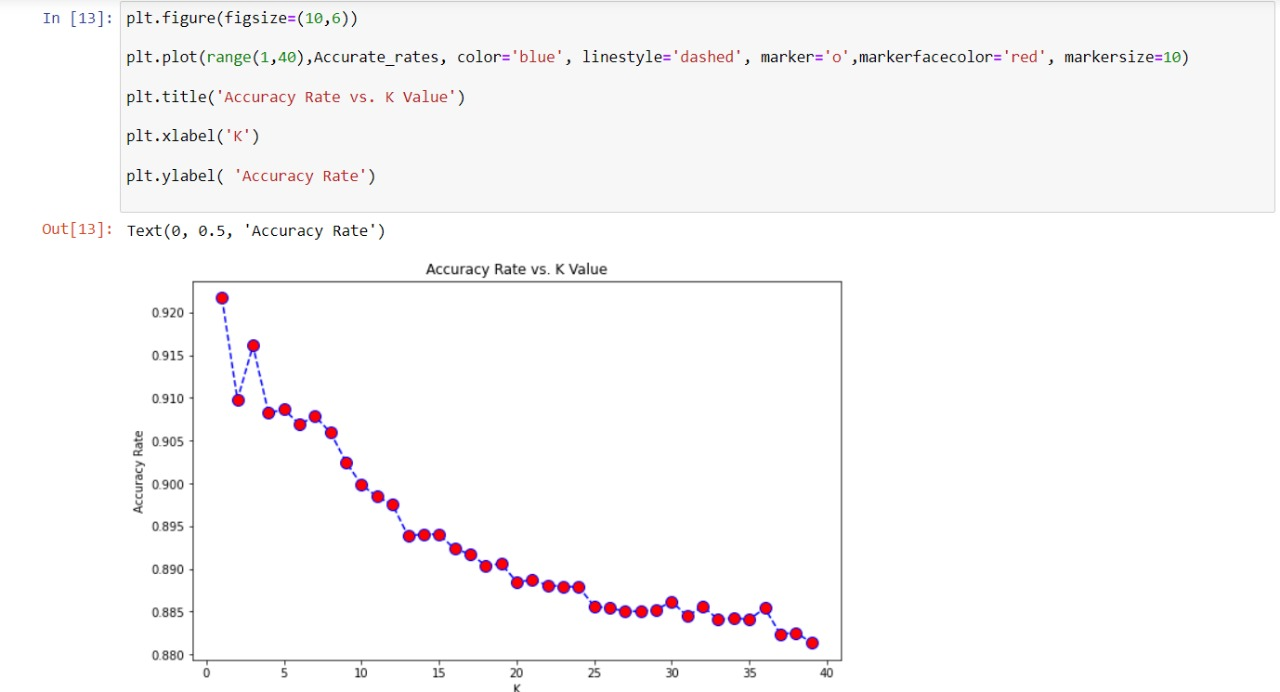 In [13]: plt.figure(figsize=(10,6))
plt.plot(range(1,40),Accurate_rates, color='blue', linestyle='dashed', marker='o',markerfacecolor='red', markersize=10)
plt.title('Accuracy Rate vs. K Value')
plt.xlabel('K')
plt.ylabel( 'Accuracy Rate')
Out[13]: Text(0, 0.5, 'Accuracy Rate')
Accuracy Rate vs. K Value
Accuracy Rate
0.920
0.915
0.910
0.905
0.900
0.895
0.890
0.885
0.880
0 5 10 15 20 25 30 35 40
K